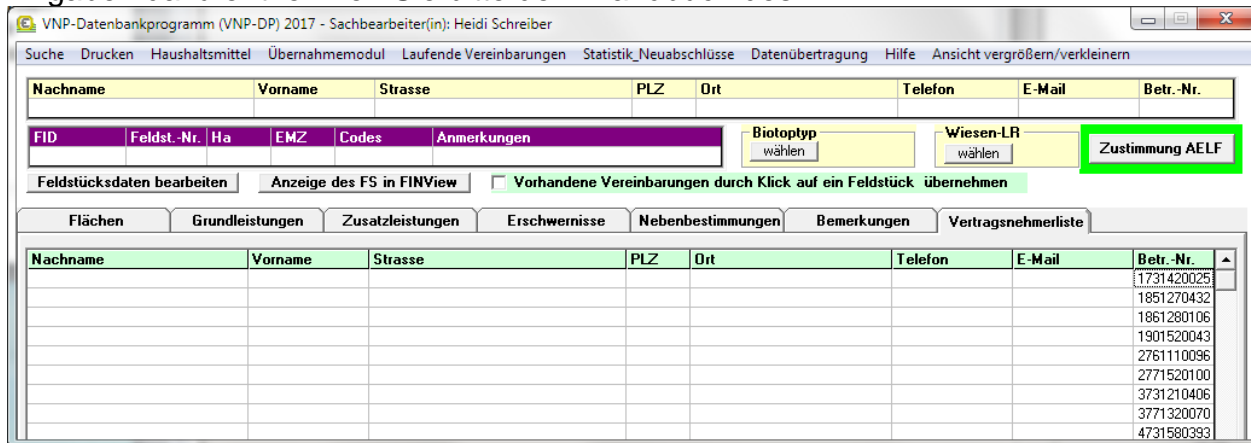 VNP-Datenbankprogramm (VNP-DP) 2017 - Sachbearbeiter(in): Heidi Schreiber
Suche Drucken Haushaltsmittel Übernahmemodul Laufende Vereinbarungen Statistik_Neuabschlüsse Datenübertragung Hilfe Ansicht vergrößern/verkleinern
Nachname Vorname Strasse PLZ Ort Telefon E-Mail Betr.-Nr.
FID Feldst.-Nr. Ha EMZ Codes Anmerkungen Biotoptyp wählen Wiesen-LR wählen Zustimmung AELF
Feldstücksdaten bearbeiten Anzeige des FS in FINView Vorhandene Vereinbarungen durch Klick auf ein Feldstück übernehmen
Flächen Grundleistungen Zusatzleistungen Erschwernisse Nebenbestimmungen Bemerkungen Vertragsnehmerliste
Nachname Vorname Strasse PLZ Ort Telefon E-Mail Betr.-Nr.
1731420025
1851270432
1861280106
1901520043
2761110096
2771520100
3731210406
3771320070
4731580393